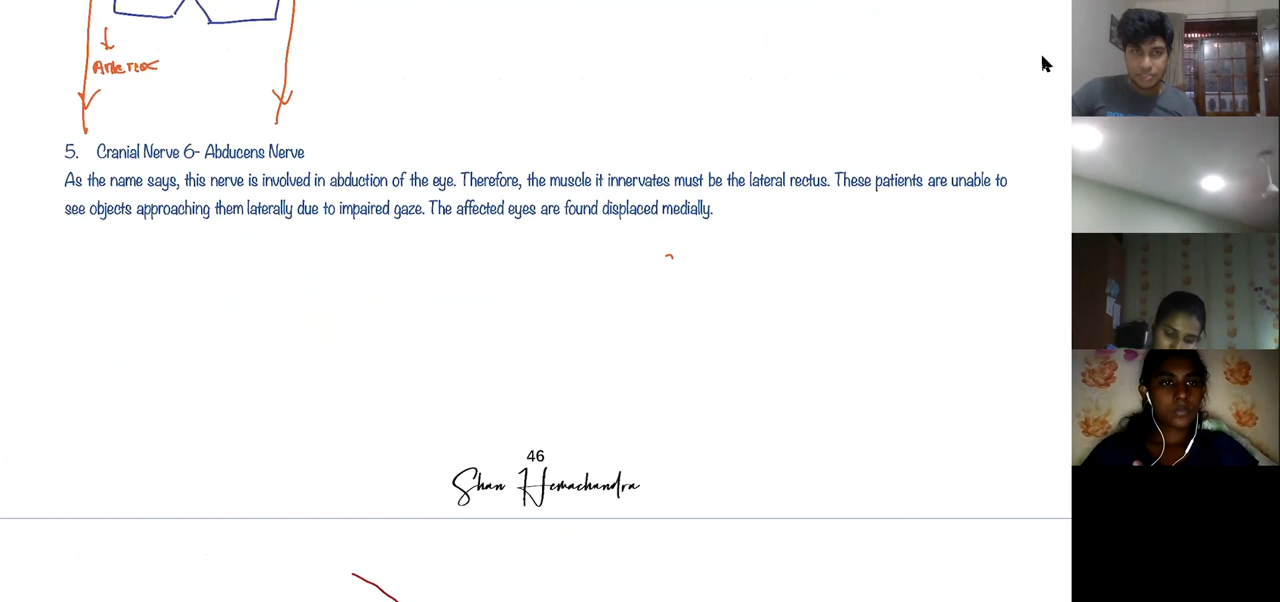 5. Cranial Nerve 6- Abducens Nerve
As the name says, this nerve is involved in abduction of the eye. Therefore, the muscle it innervates must be the lateral rectus. These patients are unable to
see objects approaching them laterally due to impaired gaze. The affected eyes are found displaced medially.
46
Shan Hemachandra